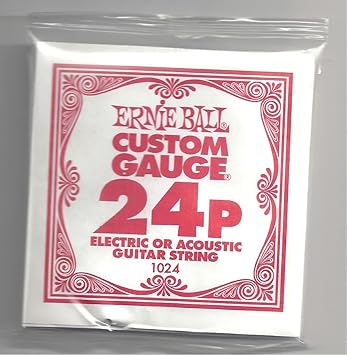 ERNIE BALL®
CUSTOM
GAUGE®
24P
ELECTRIC OR ACOUSTIC
GUITAR STRING
1024